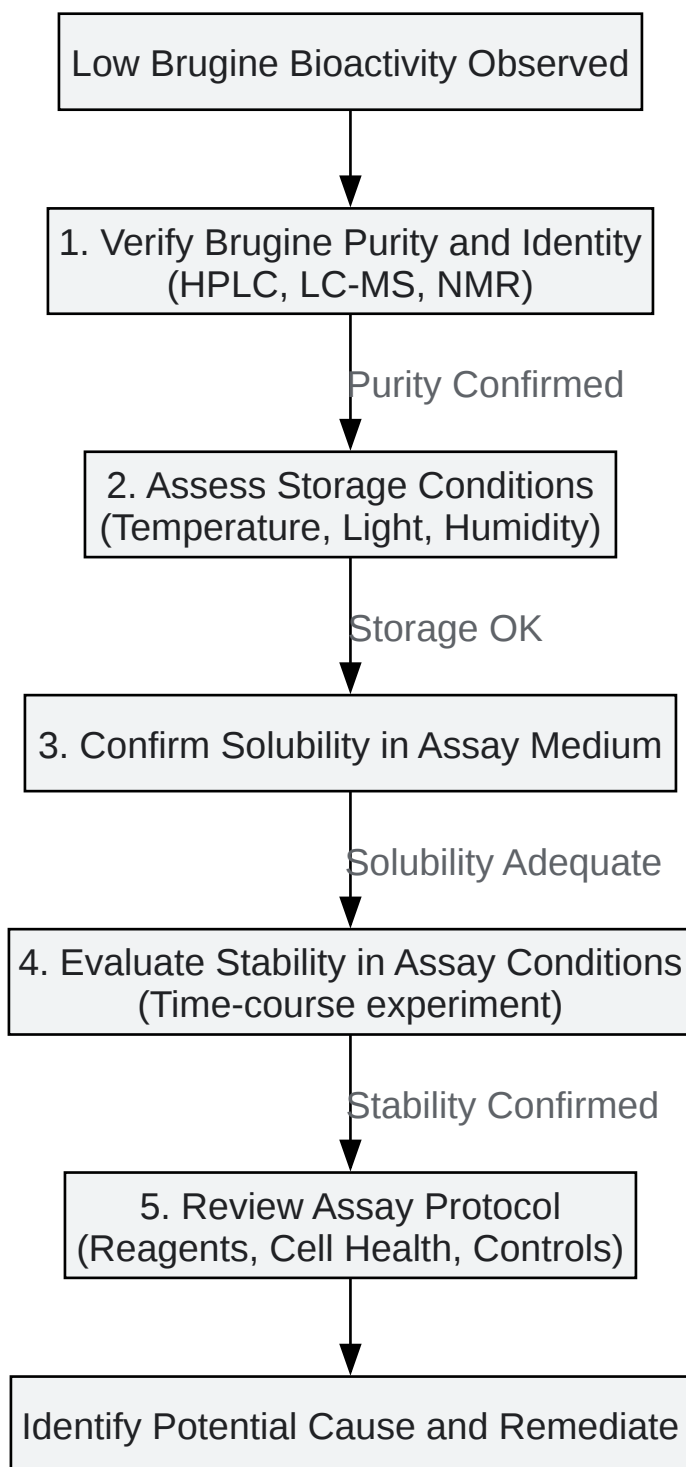 Low Brugine Bioactivity Observed
1. Verify Brugine Purity and Identity
(HPLC, LC-MS, NMR)
Purity Confirmed
2. Assess Storage Conditions
(Temperature, Light, Humidity)
Storage OK
3. Confirm Solubility in Assay Medium
Solubility Adequate
4. Evaluate Stability in Assay Conditions
(Time-course experiment)
Stability Confirmed
5. Review Assay Protocol
(Reagents, Cell Health, Controls)
Identify Potential Cause and Remediate